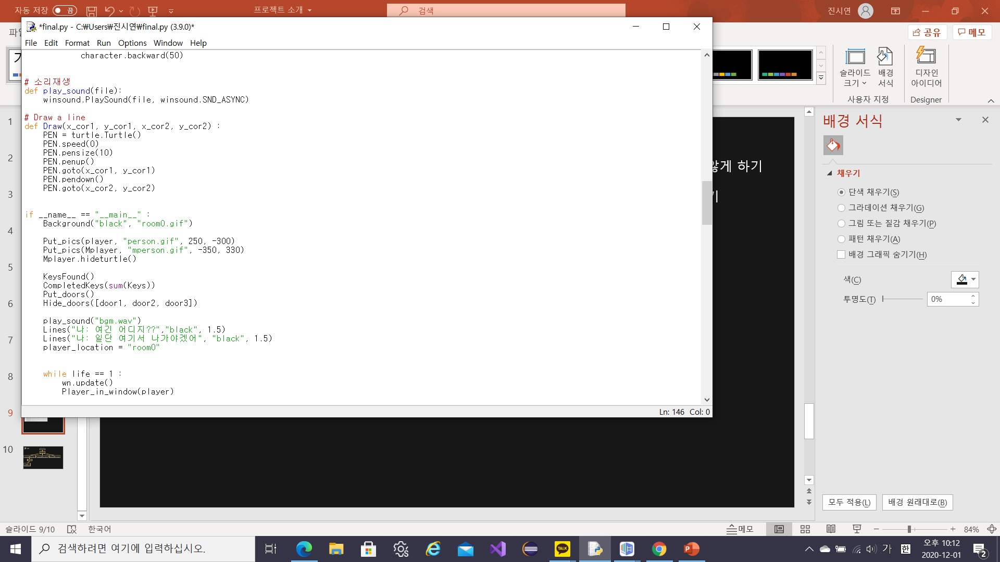 자동 저장 끔
프로젝트 소개
검색
진시연
*final.py - C:₩Users₩진시연₩final.py (3.9.0)*
File Edit Format Run Options Window Help
공유
메모
            character.backward(50)
# 소리재생
def play_sound(file):
    winsound.PlaySound(file, winsound.SND_ASYNC)
# Draw a line
def Draw(x_cor1, y_cor1, x_cor2, y_cor2) :
    PEN = turtle.Turtle()
    PEN.speed(0)
    PEN.pensize(10)
    PEN.penup()
    PEN.goto(x_cor1, y_cor1)
    PEN.pendown()
    PEN.goto(x_cor2, y_cor2)
if __name__ == "__main__" :
    Background("black", "room0.gif")
    Put_pics(player, "person.gif", 250, -300)
    Put_pics(Mplayer, "mperson.gif", -350, 330)
    Mplayer.hideturtle()
    KeysFound()
    CompletedKeys(sum(Keys))
    Put_doors()
    Hide_doors([door1, door2, door3])
    play_sound("bgm.wav")
    Lines("나: 여긴 어디지??","black", 1.5)
    Lines("나: 일단 여기서 나가야겠어", "black", 1.5)
    player_location = "room0"
    while life == 1 :
        wn.update()
        Player_in_window(player)
Ln: 146 Col: 0
슬라이드 크기
배경 서식
사용자 지정
디자인 아이디어
Designer
1
2
3
4
5
6
7
8
9
10
않게 하기
기
배경 서식
채우기
단색 채우기(S)
그라데이션 채우기(G)
그림 또는 질감 채우기(P)
패턴 채우기(A)
배경 그래픽 숨기기(H)
색(C)
투명도(T) 0%
모두 적용(L) 배경 원래대로(B)
슬라이드 9/10 한국어
메모
84%
검색하려면 여기에 입력하십시오.
TALK
가
한
오후 10:12
2020-12-01
2